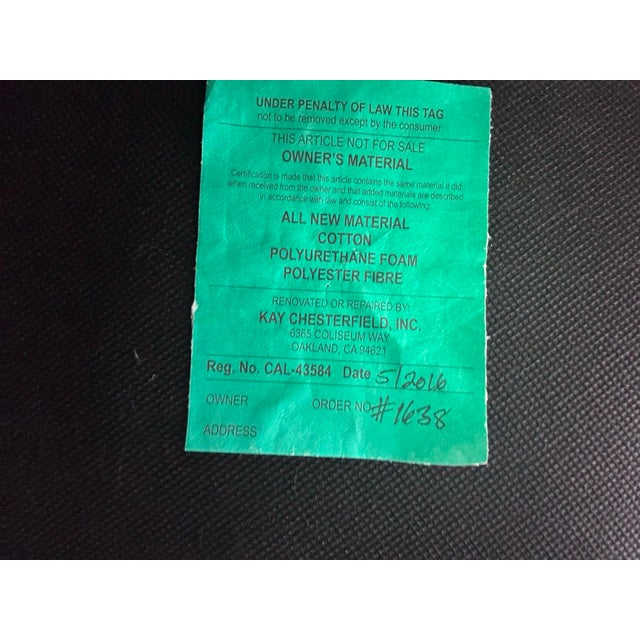 UNDER PENALTY OF LAW THIS TAG
not to be removed except by the consumer
THIS ARTICLE NOT FOR SALE
OWNER'S MATERIAL
Certification is made that this article contains the same material it did
when received from the owner and that added materials are described
in accordance with law and consist of the following:
ALL NEW MATERIAL
COTTON
POLYURETHANE FOAM
POLYESTER FIBRE
RENOVATED OR REPAIRED BY:
KAY CHESTERFIELD, INC.
6365 COLISEUM WAY
OAKLAND, CA 94621
Reg. No. CAL-43584 Date 5/2016
OWNER ORDER NO #1638
ADDRESS